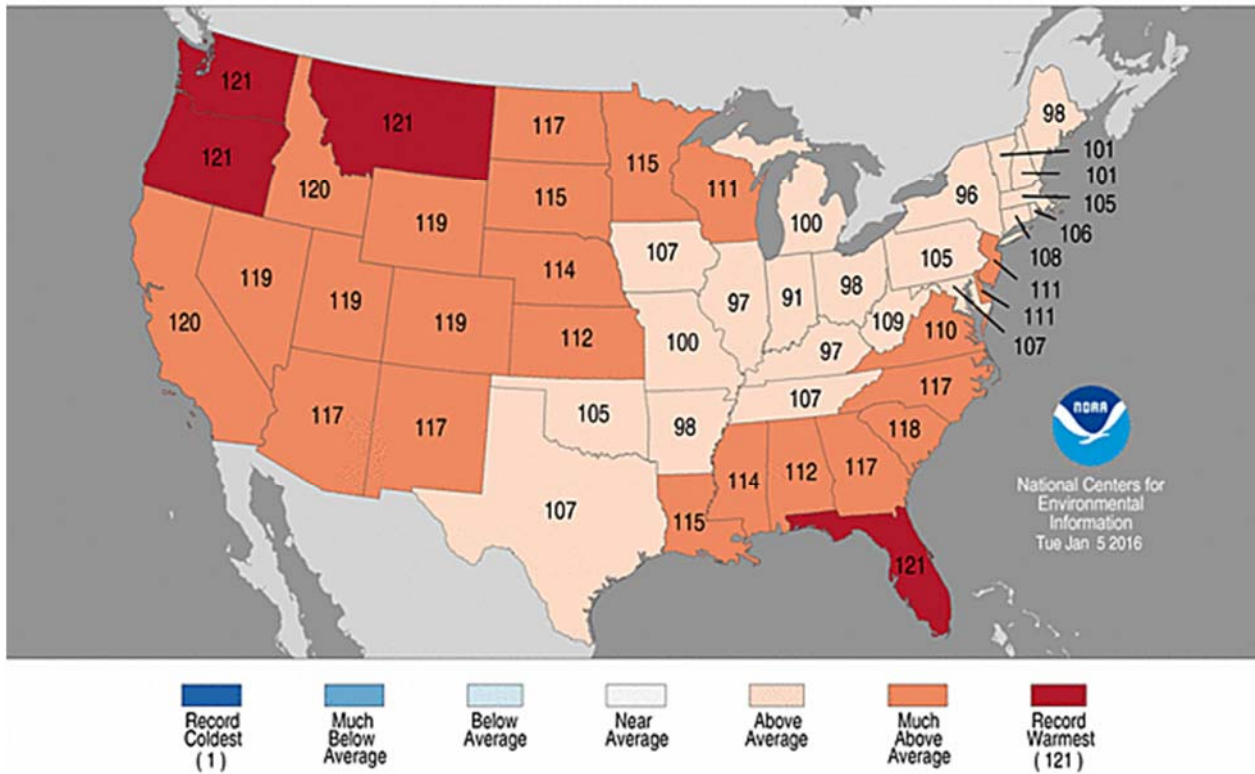 121
98
121
117
121
115
101
101
111
96
105
120
115
119
100
106
107
108
114
105
119
111
119
97
91
98
111
119
109
120
112
100
110
107
97
117
117
117
105
107
98
118
NOAA
114
112
117
National Centers for
Environmental
Information
Tue Jan 5 2016
107
115
121
Record
Coldest
( 1 )
Much
Below
Average
Below
Average
Near
Average
Above
Average
Much
Above
Average
Record
Warmest
( 121 )